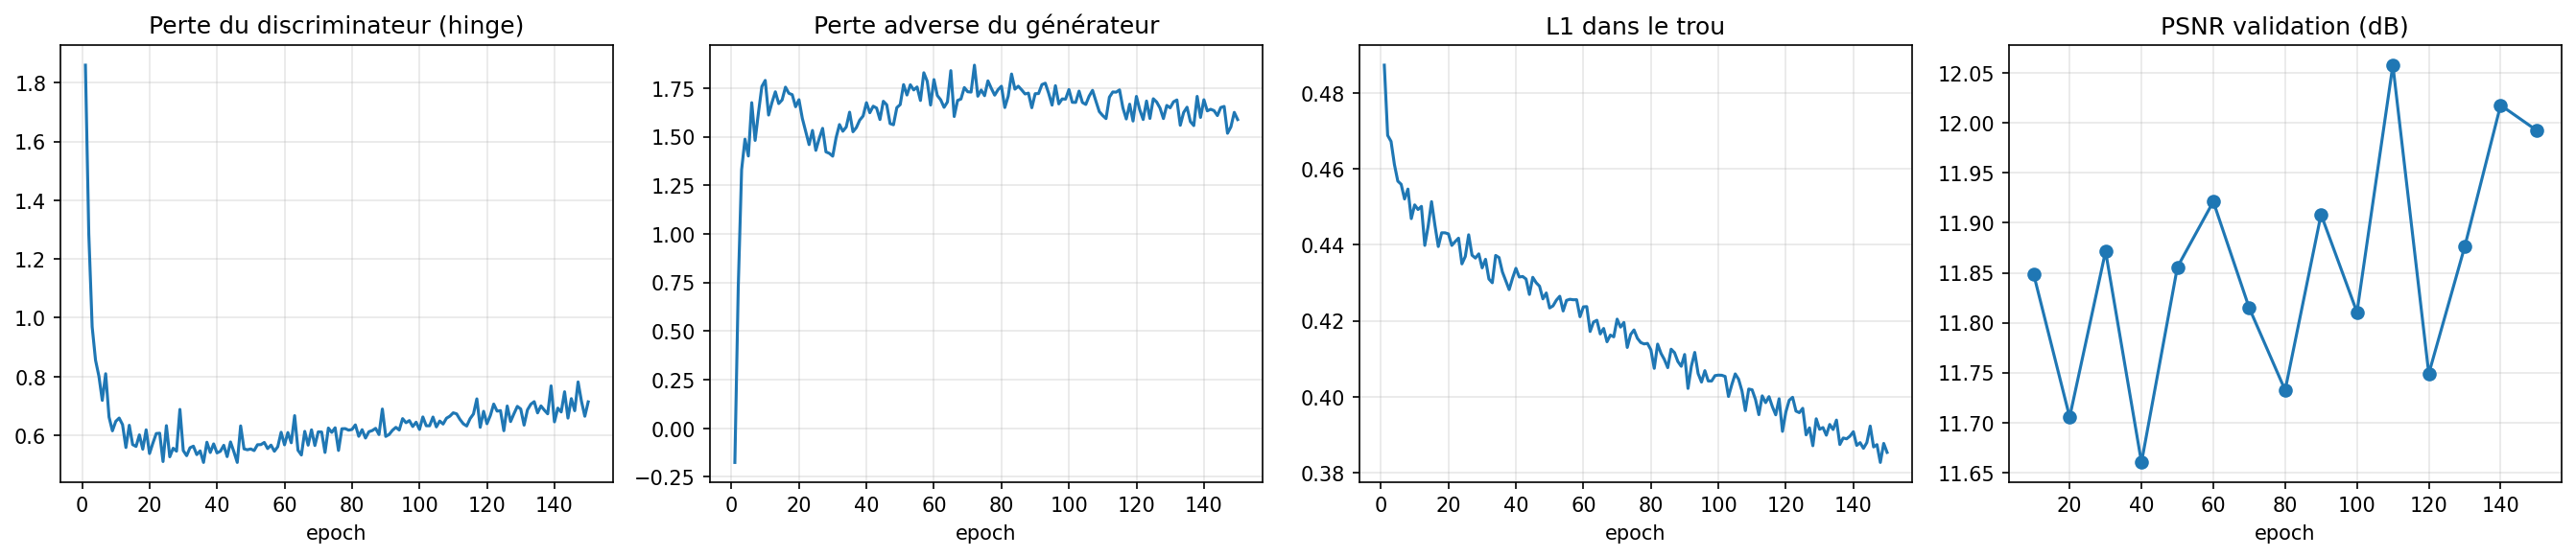 Perte du discriminateur (hinge)
1.8
1.6
1.4
1.2
1.0
0.8
0.6
0 20 40 60 80 100 120 140
epoch
Perte adverse du générateur
1.75
1.50
1.25
1.00
0.75
0.50
0.25
0.00
−0.25
0 20 40 60 80 100 120 140
epoch
L1 dans le trou
0.48
0.46
0.44
0.42
0.40
0.38
0 20 40 60 80 100 120 140
epoch
PSNR validation (dB)
12.05
12.00
11.95
11.90
11.85
11.80
11.75
11.70
11.65
20 40 60 80 100 120 140
epoch